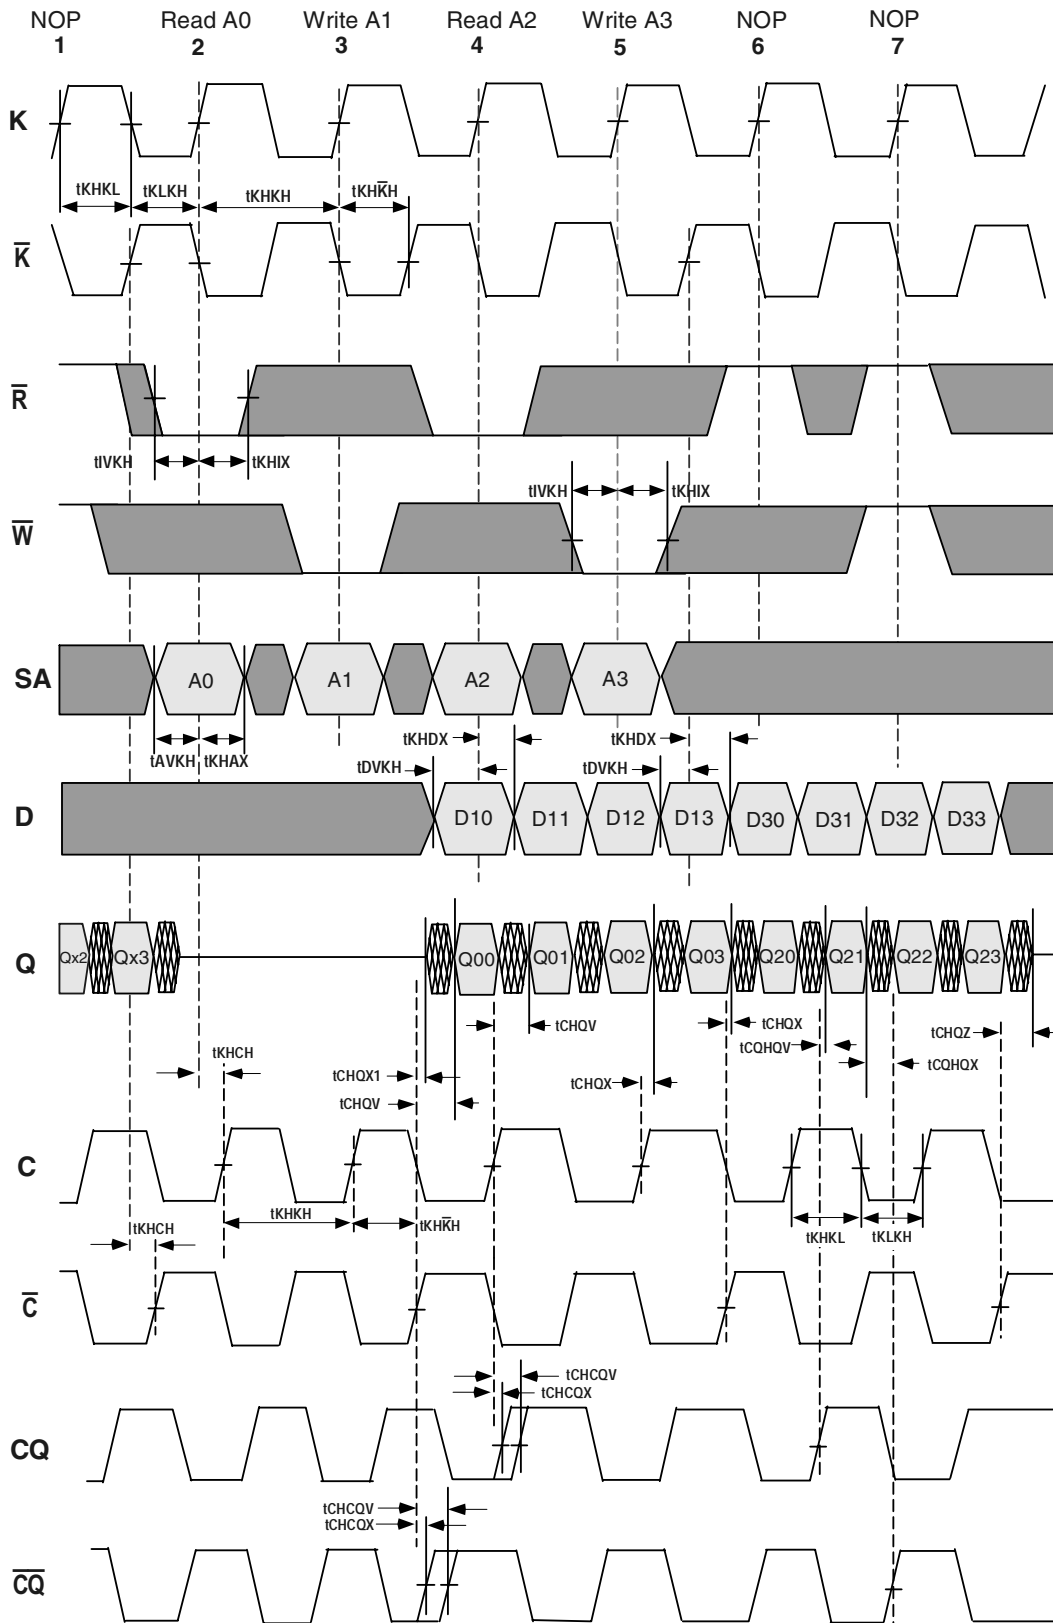 NOP Read A0 Write A1 Read A2 Write A3 NOP NOP
1 2 3 4 5 6 7
K
tKHKL tKLKH tKHKH tKHK̅H
K̅
R̅
tIVKH tKHIX
tIVKH tKHIX
W̅
SA A0 A1 A2 A3
tAVKH tKHAX tKHDX tKHDX
tDVKH tDVKH
D D10 D11 D12 D13 D30 D31 D32 D33
Q Qx2 Qx3 Q00 Q01 Q02 Q03 Q20 Q21 Q22 Q23
tCHQV tCHQX tCHQZ
tCQHQV
tKHCH tCHQX1 tCHQX tCQHQX
tCHQV
C
tKHKH tKHK̅H tKHKL tKLKH
tKHCH
C̅
tCHCQV
tCHCQX
CQ
tCHCQV
tCHCQX
C̅Q̅